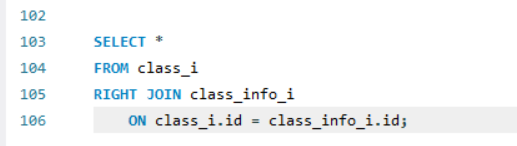 102
103 SELECT *
104 FROM class_i
105 RIGHT JOIN class_info_i
106 ON class_i.id = class_info_i.id;